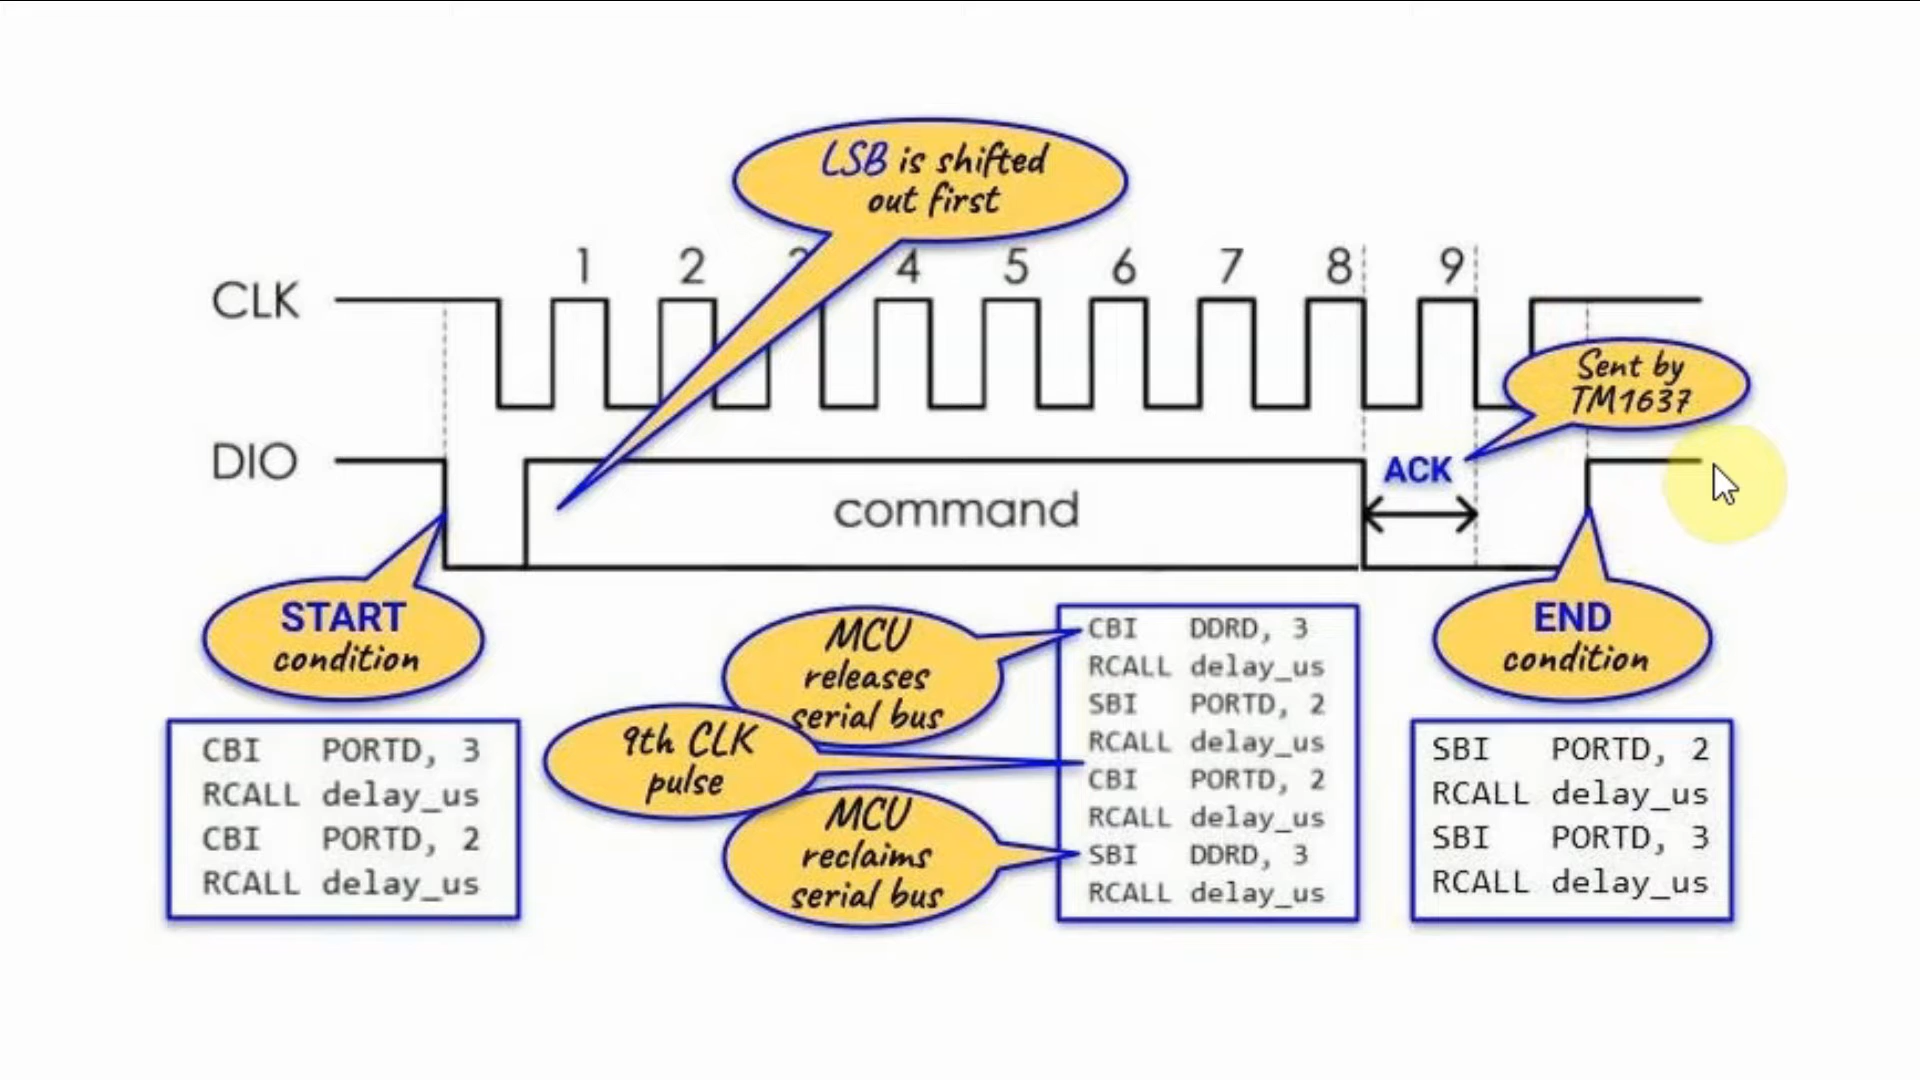 LSB is shifted
out first
1 2 3 4 5 6 7 8 9
CLK
Sent by
TM1637
DIO
ACK
command
START
condition
MCU
releases
serial bus
9th CLK
pulse
MCU
reclaims
serial bus
END
condition
CBI PORTD, 3
RCALL delay_us
CBI PORTD, 2
RCALL delay_us
CBI DDRD, 3
RCALL delay_us
SBI PORTD, 2
RCALL delay_us
CBI PORTD, 2
RCALL delay_us
SBI DDRD, 3
RCALL delay_us
SBI PORTD, 2
RCALL delay_us
SBI PORTD, 3
RCALL delay_us